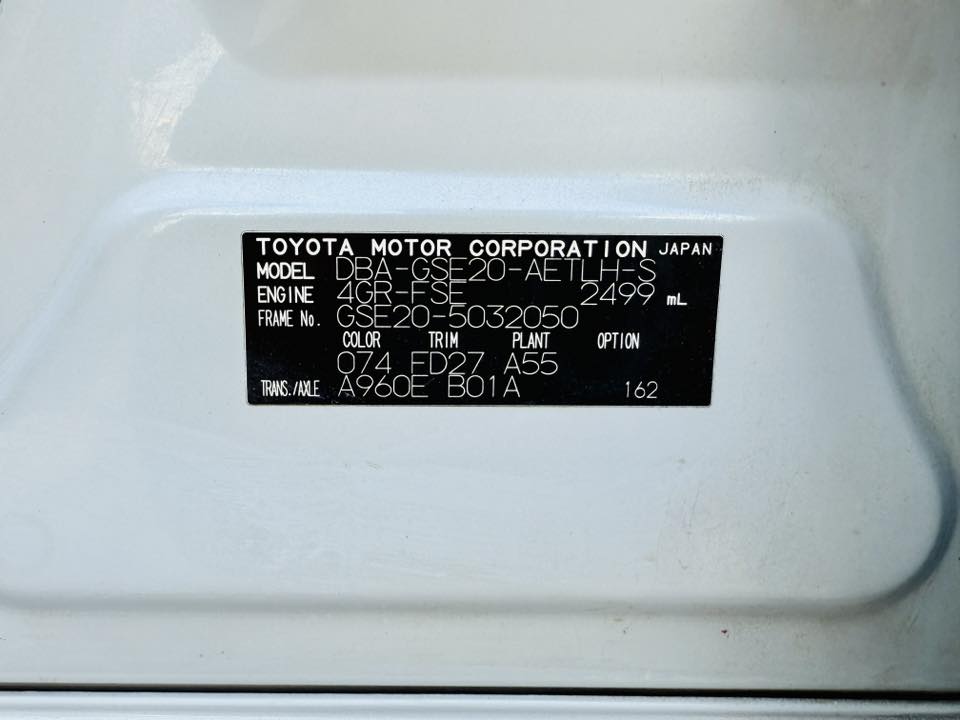 TOYOTA MOTOR CORPORATION JAPAN
MODEL DBA-GSE20-AETLH-S
ENGINE 4GR-FSE 2499 mL
FRAME No. GSE20-5032050
COLOR TRIM PLANT OPTION
074 FD27 A55
TRANS./AXLE A960E B01A 162